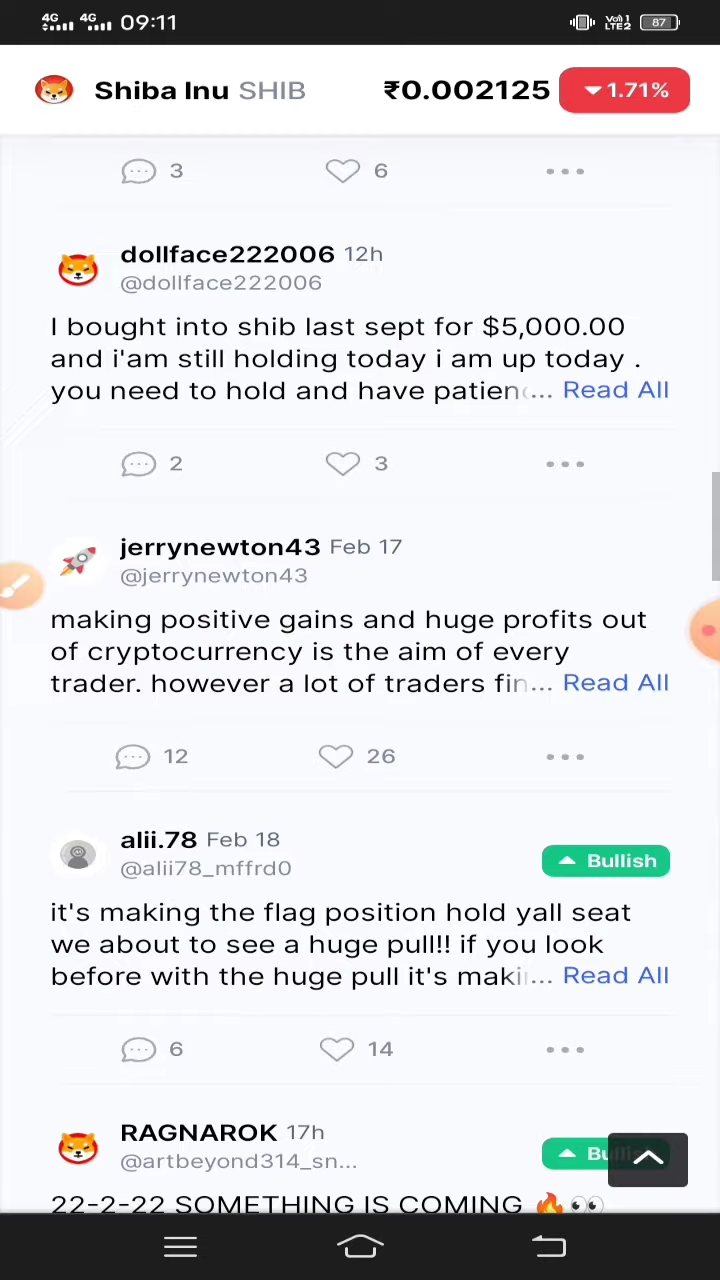 4G 4G 09:11 Vo) 1 LTE2 87
Shiba Inu SHIB ₹0.002125 1.71%
3 6
dollface222006 12h
@dollface222006
I bought into shib last sept for $5,000.00
and i'am still holding today i am up today .
you need to hold and have patien... Read All
2 3
jerrynewton43 Feb 17
@jerrynewton43
making positive gains and huge profits out
of cryptocurrency is the aim of every
trader. however a lot of traders fin... Read All
12 26
alii.78 Feb 18
@alii78_mffrd0
Bullish
it's making the flag position hold yall seat
we about to see a huge pull!! if you look
before with the huge pull it's maki... Read All
6 14
RAGNAROK 17h
@artbeyond314_sn...
22-2-22 SOMETHING IS COMING 🔥👀